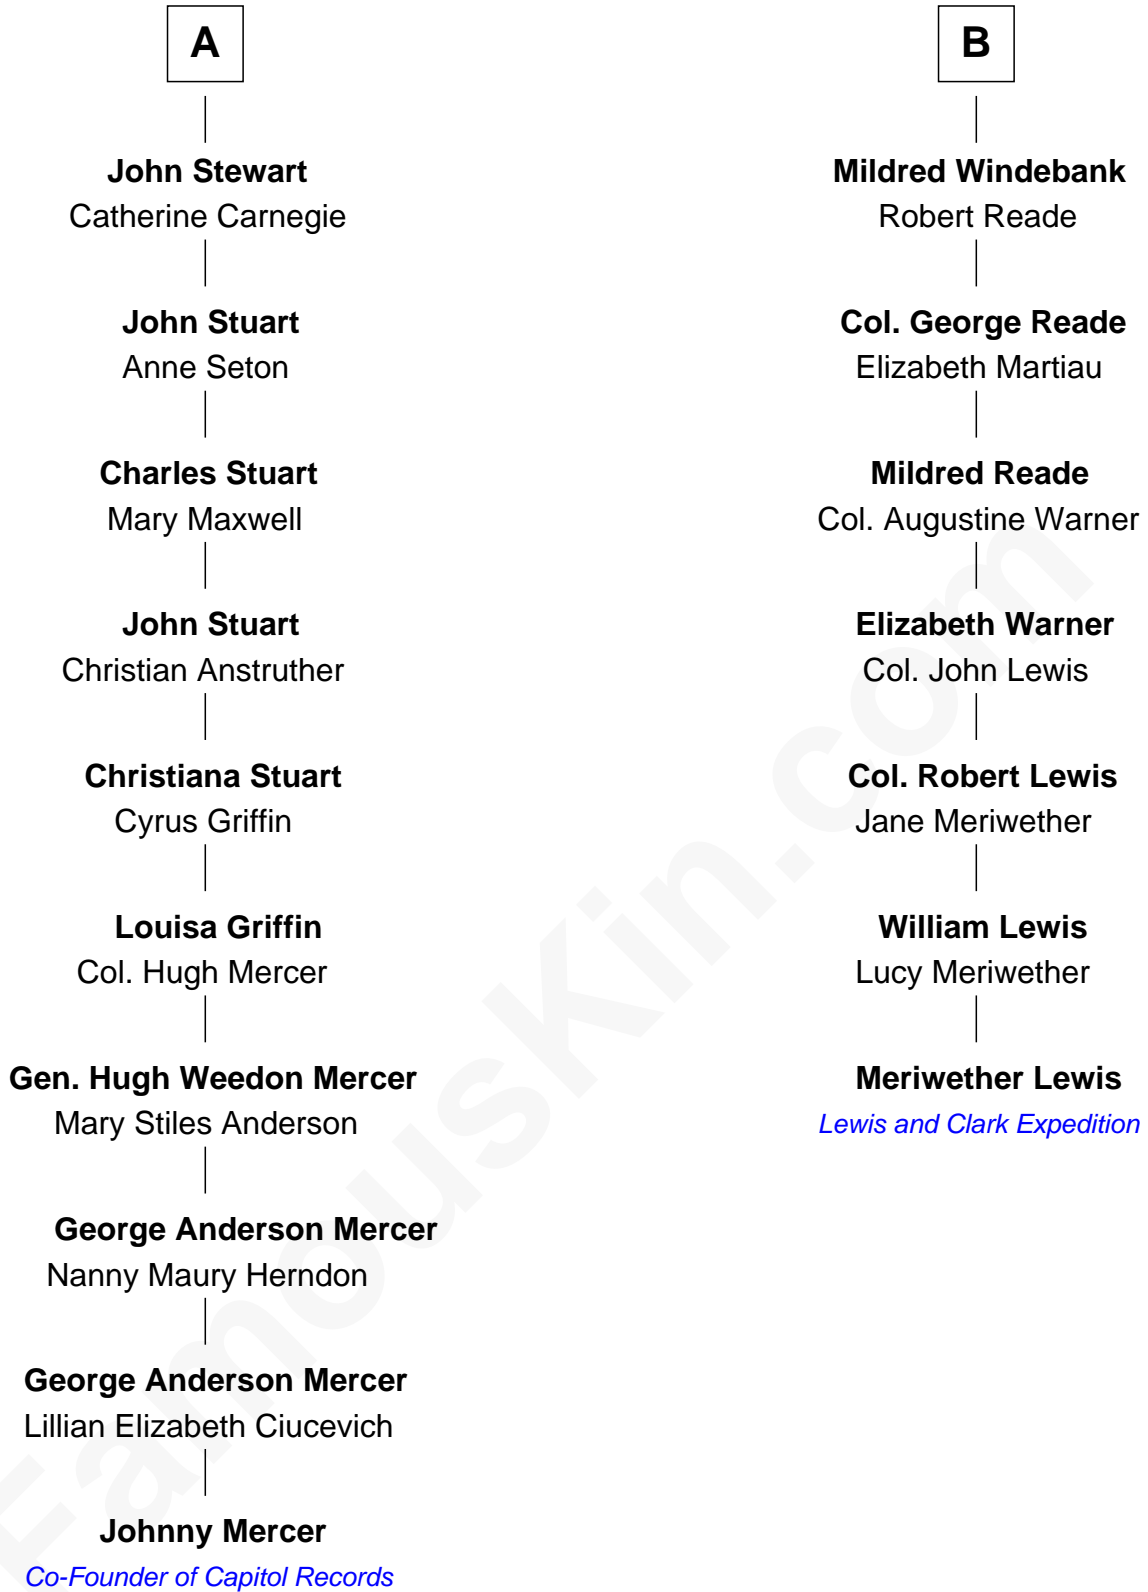 A
John Stewart
Catherine Carnegie
John Stuart
Anne Seton
Charles Stuart
Mary Maxwell
John Stuart
Christian Anstruther
Christiana Stuart
Cyrus Griffin
Louisa Griffin
Col. Hugh Mercer
Gen. Hugh Weedon Mercer
Mary Stiles Anderson
George Anderson Mercer
Nanny Maury Herndon
George Anderson Mercer
Lillian Elizabeth Ciucevich
Johnny Mercer
Co-Founder of Capitol Records
B
Mildred Windebank
Robert Reade
Col. George Reade
Elizabeth Martiau
Mildred Reade
Col. Augustine Warner
Elizabeth Warner
Col. John Lewis
Col. Robert Lewis
Jane Meriwether
William Lewis
Lucy Meriwether
Meriwether Lewis
Lewis and Clark Expedition
FamousKin.com